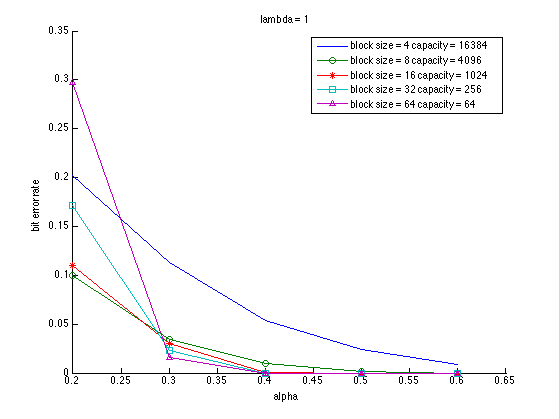 lambda = 1
block size = 4 capacity = 16384
block size = 8 capacity = 4096
block size = 16 capacity = 1024
block size = 32 capacity = 256
block size = 64 capacity = 64
0.35
0.3
0.25
0.2
0.15
0.1
0.05
0
bit error rate
0.2 0.25 0.3 0.35 0.4 0.45 0.5 0.55 0.6 0.65
alpha